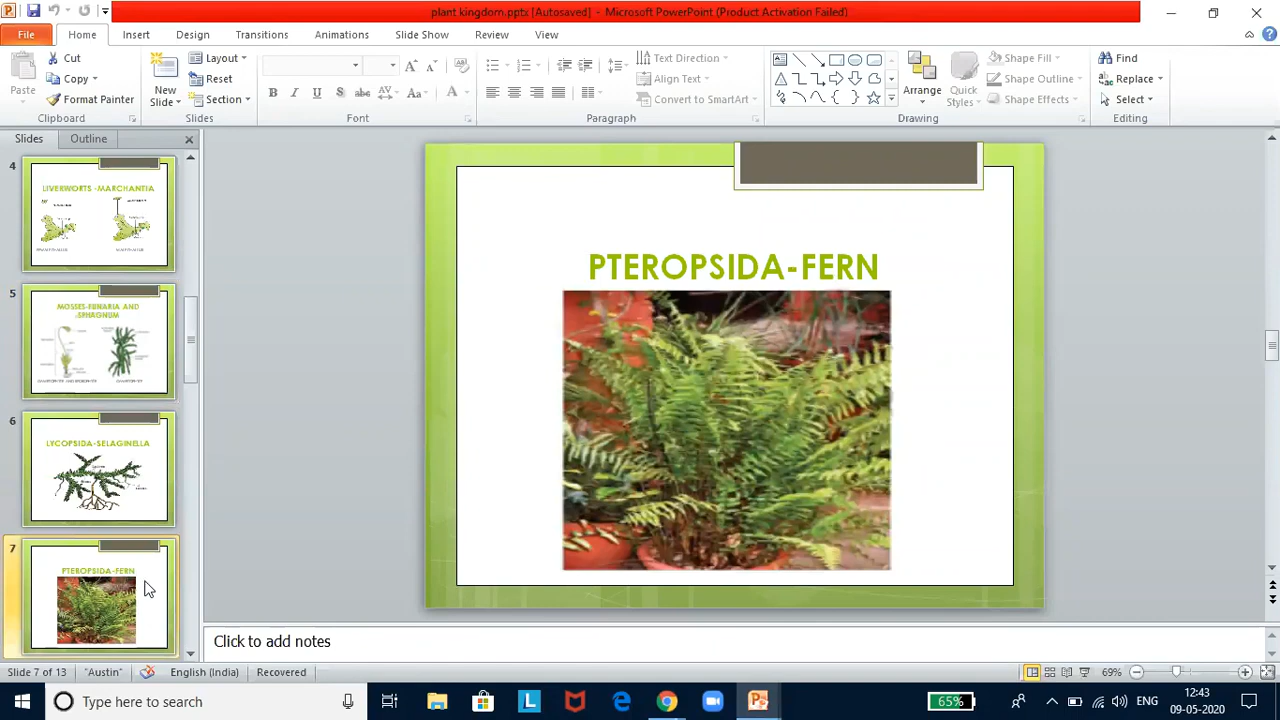 plant kingdom.pptx [Autosaved] - Microsoft PowerPoint (Product Activation Failed)
File Home Insert Design Transitions Animations Slide Show Review View
Paste
Cut
Copy
Format Painter
Clipboard
New Slide
Layout
Reset
Section
Slides
B I U S abc AV Aa A
Font
Text Direction
Align Text
Convert to SmartArt
Paragraph
Arrange
Quick Styles
Shape Fill
Shape Outline
Shape Effects
Drawing
Find
Replace
Select
Editing
Slides Outline
4
LIVERWORTS -MARCHANTIA
5
MOSSES-FUNARIA AND
-SPHAGNUM
6
LYCOPSIDA-SELAGINELLA
7
PTEROPSIDA-FERN
PTEROPSIDA-FERN
Click to add notes
Slide 7 of 13 "Austin" English (India) Recovered 69%
Type here to search
L
65%
ENG
12:43
09-05-2020